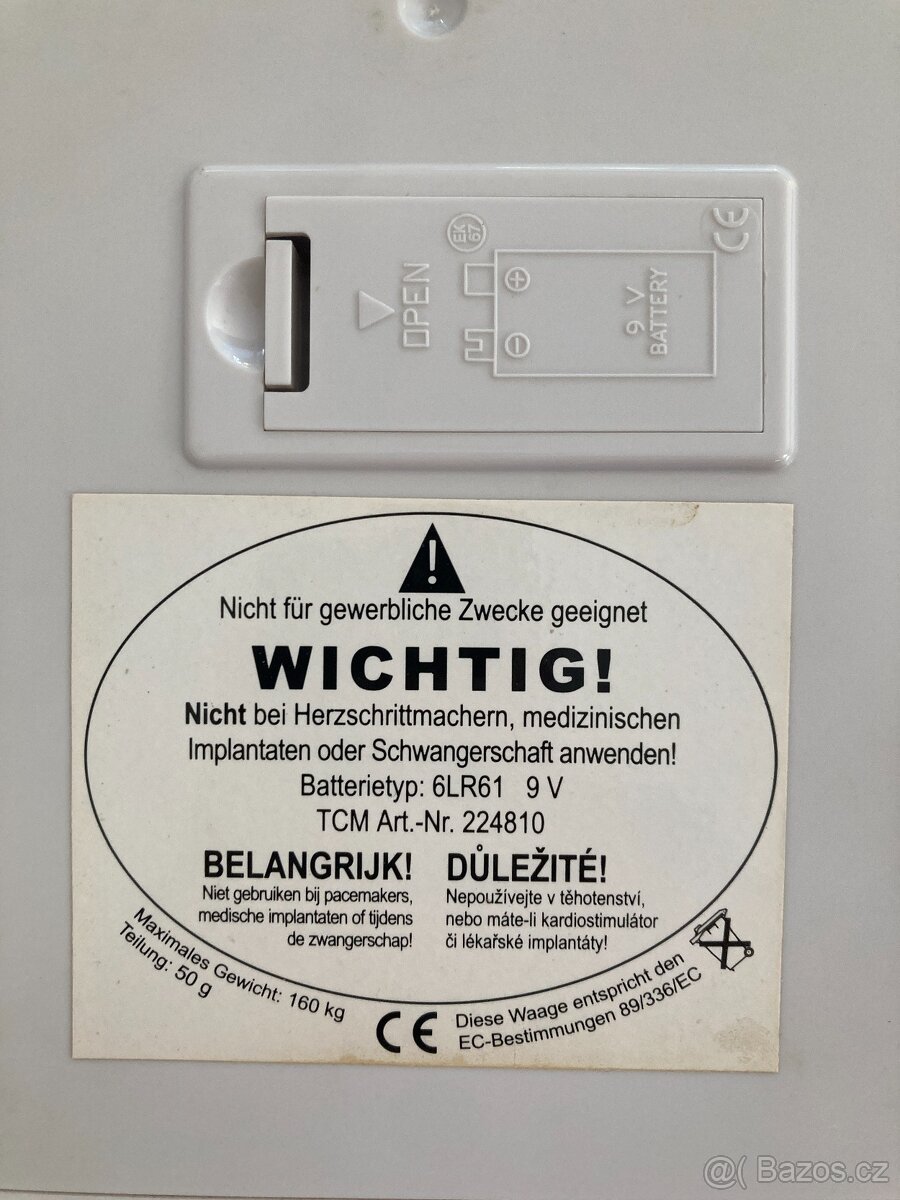 EK
67
CE
OPEN
+
−
9 V
BATTERY
!
Nicht für gewerbliche Zwecke geeignet
WICHTIG!
Nicht bei Herzschrittmachern, medizinischen
Implantaten oder Schwangerschaft anwenden!
Batterietyp: 6LR61 9 V
TCM Art.-Nr. 224810
BELANGRIJK!
Niet gebruiken bij pacemakers,
medische implantaten of tijdens
de zwangerschap!
DŮLEŽITÉ!
Nepoužívejte v těhotenství,
nebo máte-li kardiostimulátor
či lékařské implantáty!
Maximales Gewicht: 160 kg
Teilung: 50 g
CE
Diese Waage entspricht den
EC-Bestimmungen 89/336/EC
@( Bazos.cz